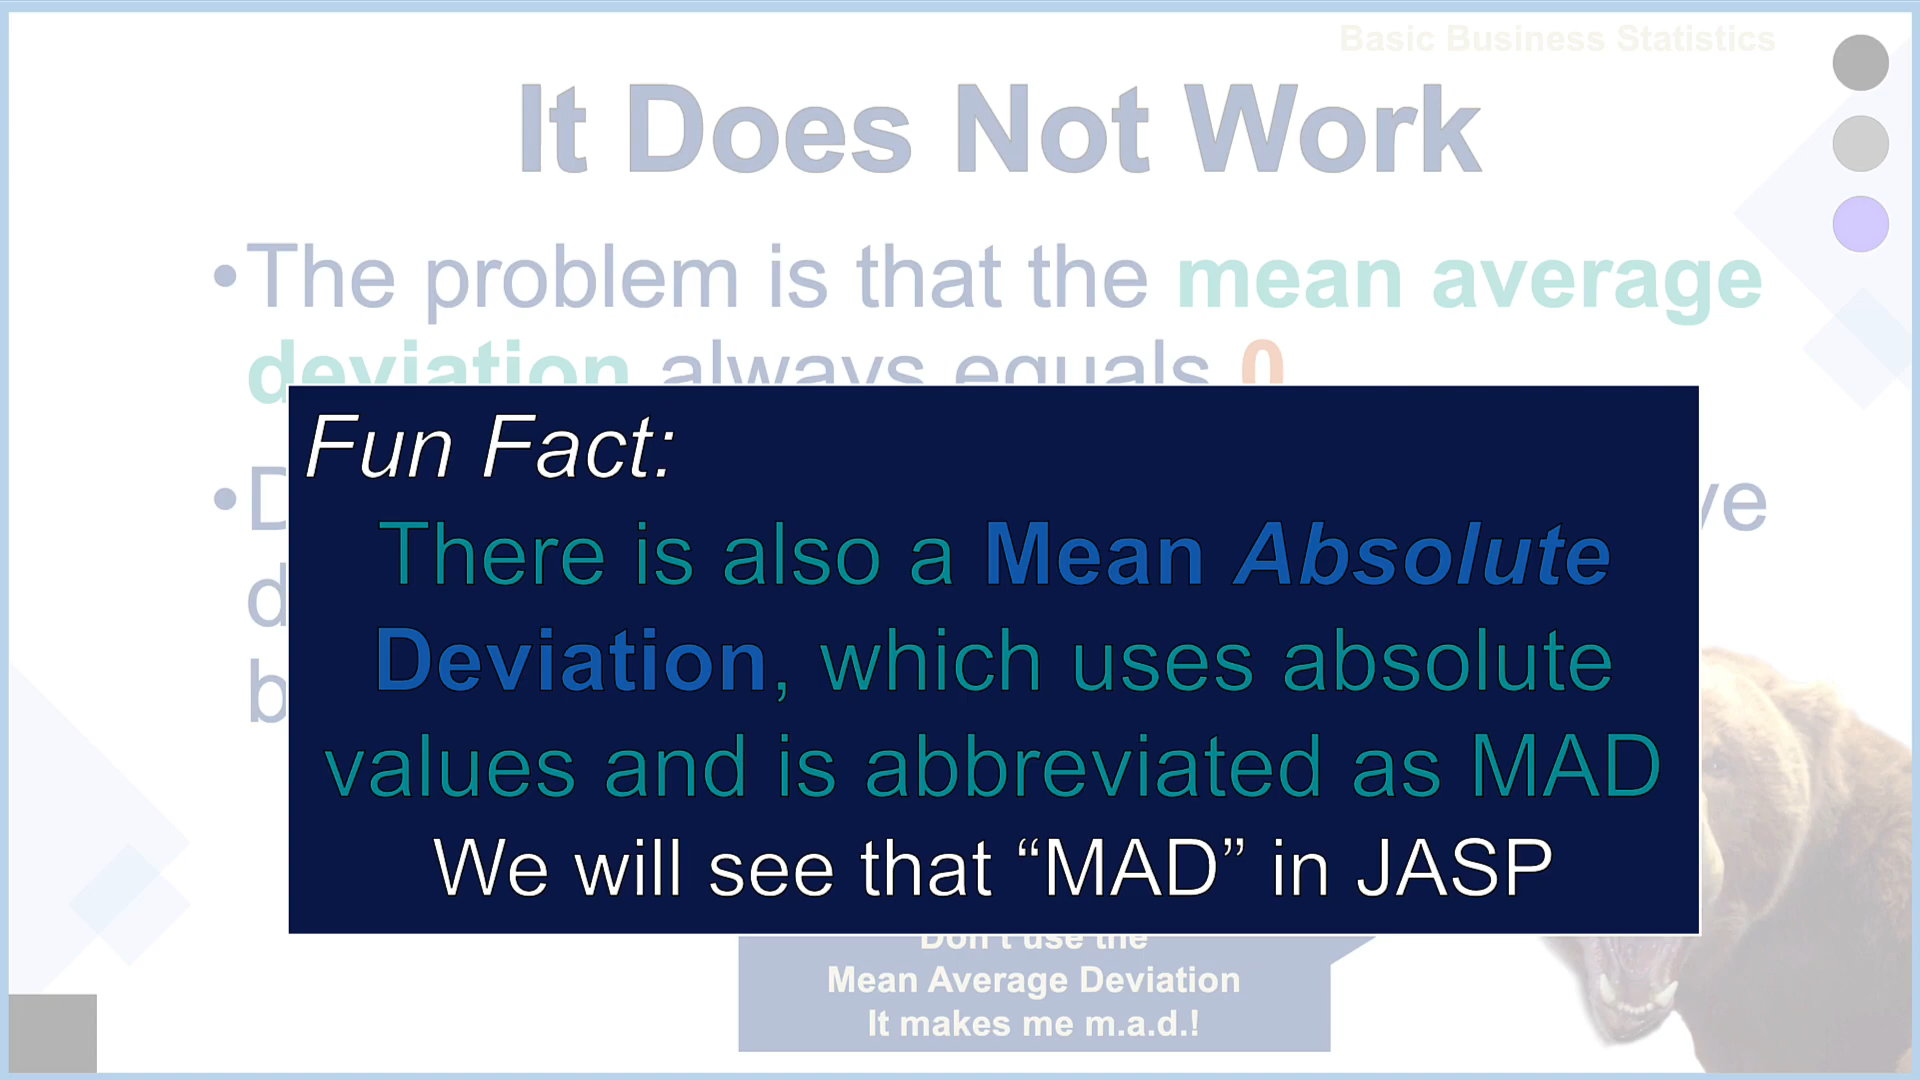 Basic Business Statistics
It Does Not Work
•The problem is that the mean average
deviation always equals 0
Fun Fact:
There is also a Mean Absolute
Deviation, which uses absolute
values and is abbreviated as MAD
We will see that “MAD” in JASP
Don't use the
Mean Average Deviation
It makes me m.a.d.!